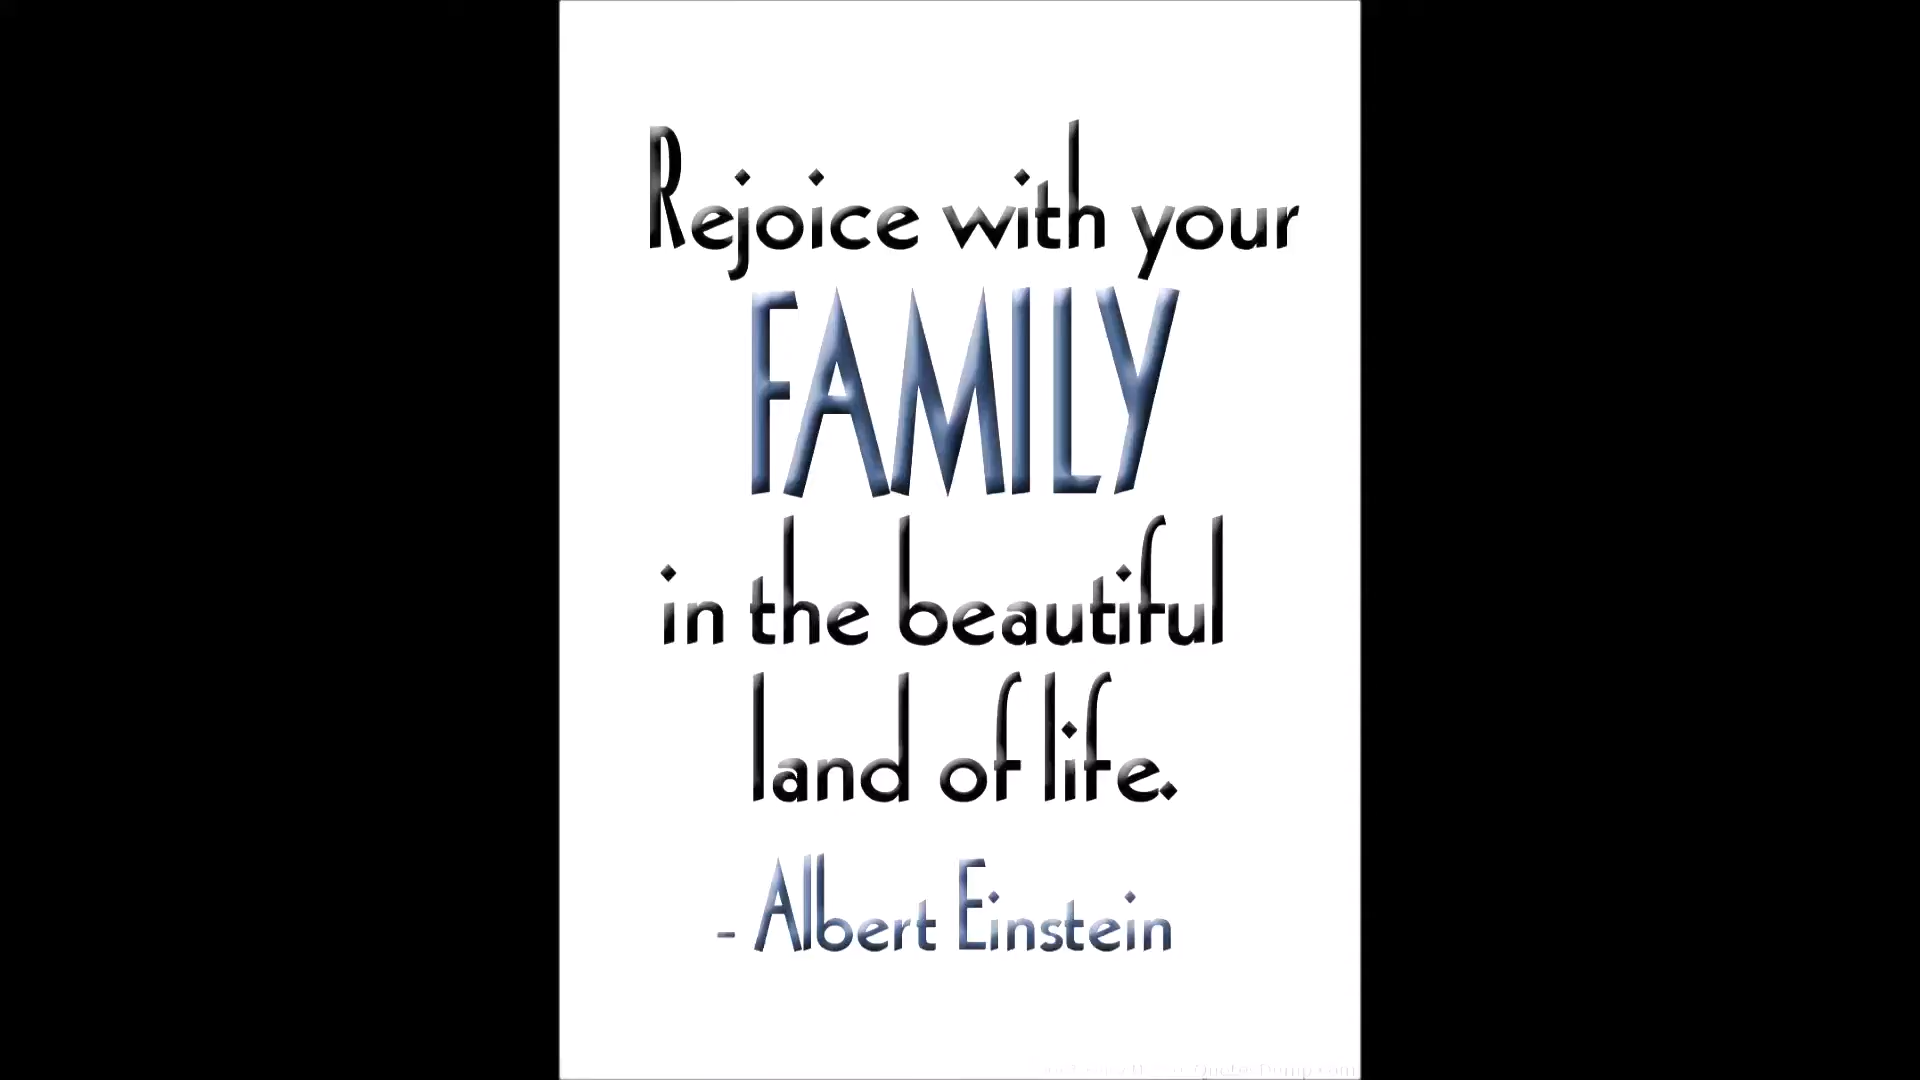 Rejoice with your
FAMILY
in the beautiful
land of life.
- Albert Einstein